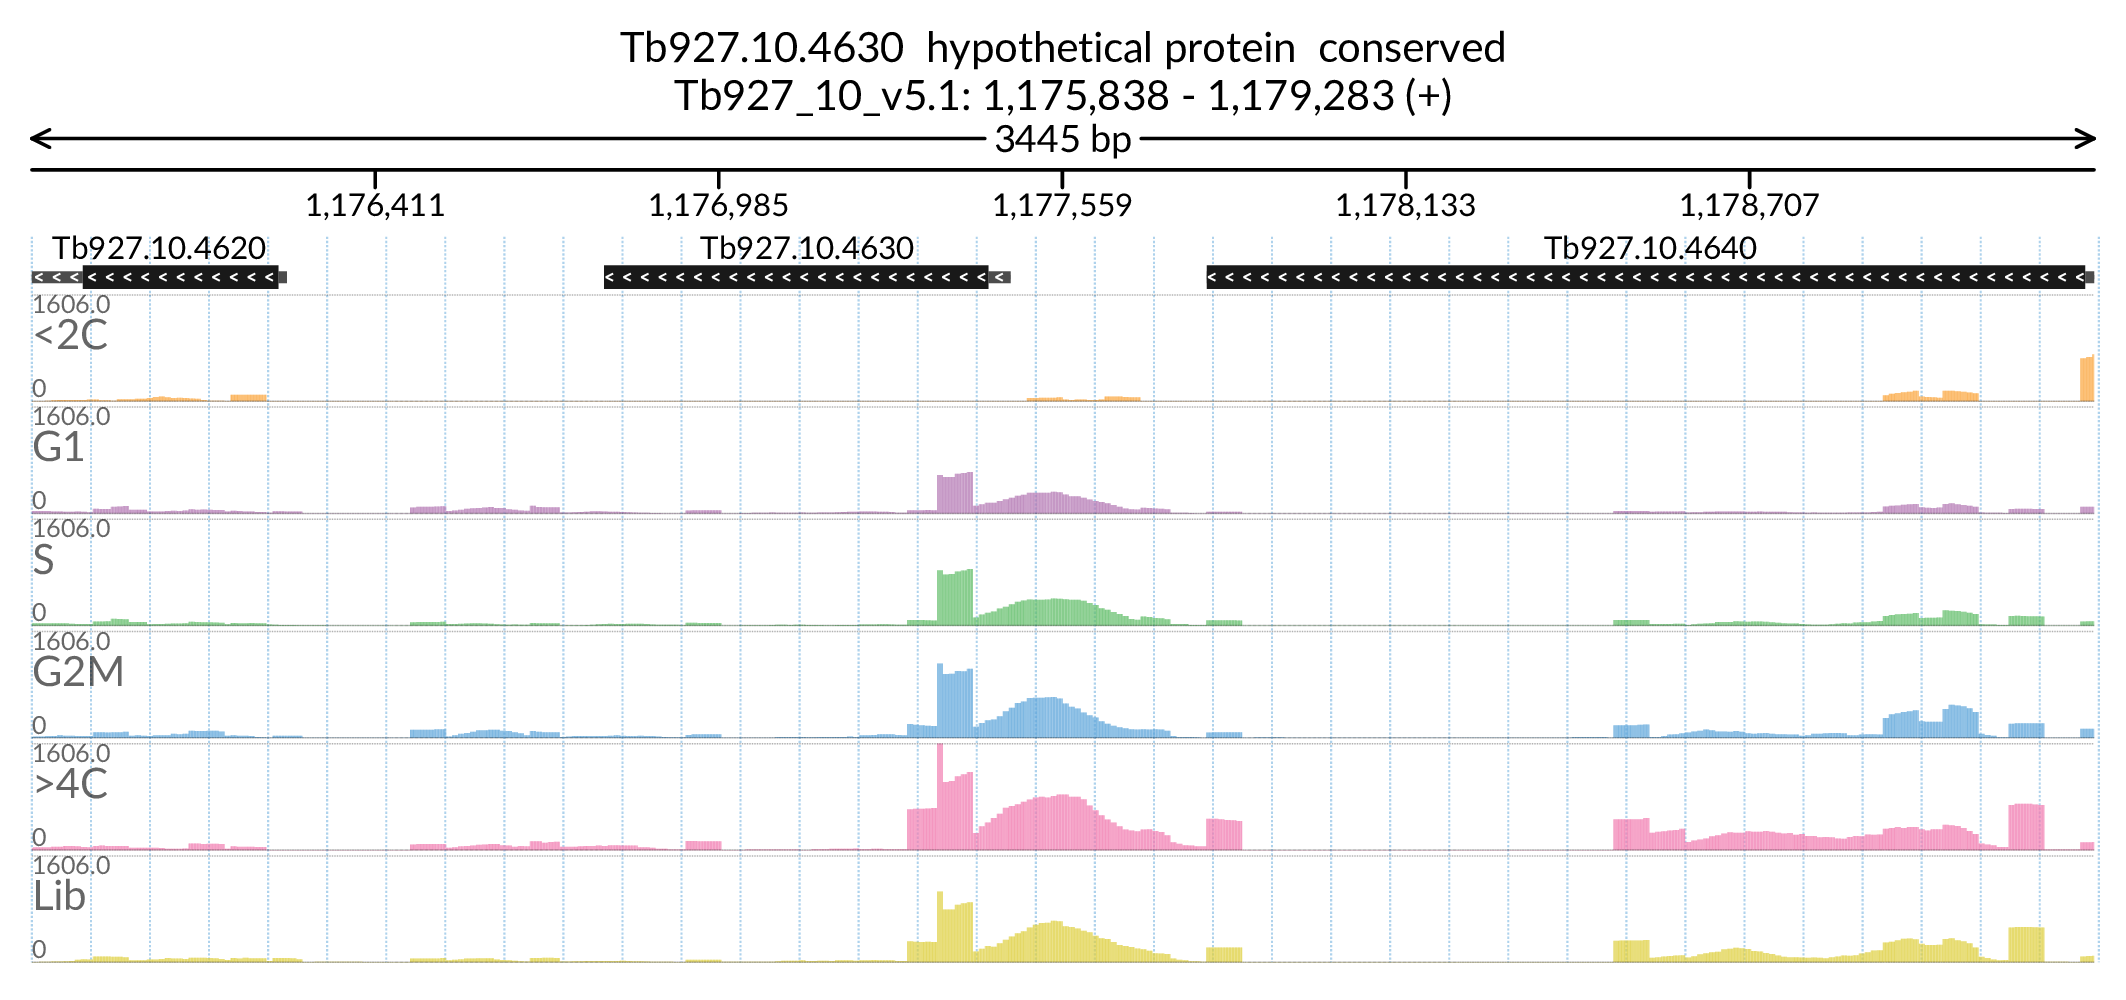 Tb927.10.4630  hypothetical protein  conserved
Tb927_10_v5.1: 1,175,838 - 1,179,283 (+)
3445 bp
1,176,411 1,176,985 1,177,559 1,178,133 1,178,707
Tb927.10.4620 Tb927.10.4630 Tb927.10.4640
1606.0
<2C
0
1606.0
G1
0
1606.0
S
0
1606.0
G2M
0
1606.0
>4C
0
1606.0
Lib
0